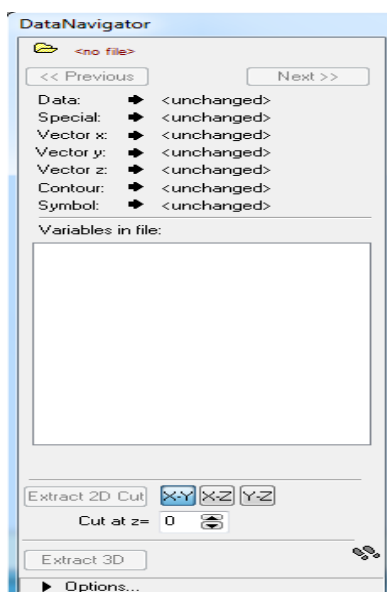 DataNavigator
<no file>
<< Previous Next >>
Data: <unchanged>
Special: <unchanged>
Vector x: <unchanged>
Vector y: <unchanged>
Vector z: <unchanged>
Contour: <unchanged>
Symbol: <unchanged>
Variables in file:
Extract 2D Cut X-Y X-Z Y-Z
Cut at z= 0
Extract 3D
Options...